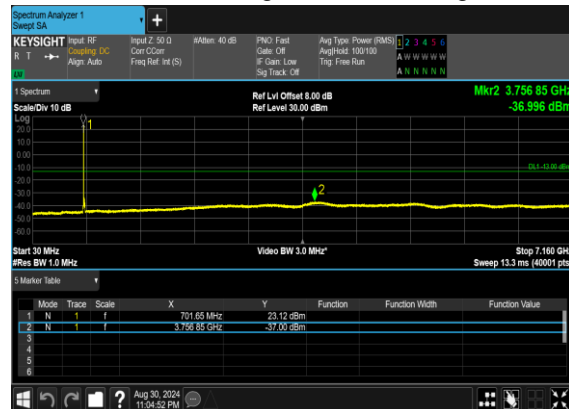 Spectrum Analyzer 1
Swept SA
+
KEYSIGHT Input: RF Input Z: 50 Ω #Atten: 40 dB PNO: Fast Avg Type: Power (RMS) 1 2 3 4 5 6
R T Coupling: DC Corr CCorr Gate: Off Avg|Hold: 100/100 A W W W W W
Align: Auto Freq Ref: Int (S) IF Gain: Low Trig: Free Run
Sig Track: Off A N N N N N
1 Spectrum Ref Lvl Offset 8.00 dB Mkr2 3.756 85 GHz
Scale/Div 10 dB Ref Level 30.00 dBm -36.996 dBm
Log
20.0
10.0
0.00
-10.0
-20.0
-30.0
-40.0
-50.0
-60.0
1
DL1 -13.00 dBm
2
Start 30 MHz Video BW 3.0 MHz* Stop 7.160 GHz
#Res BW 1.0 MHz Sweep 13.3 ms (40001 pts)
5 Marker Table
Mode Trace Scale X Y Function Function Width Function Value
1 N 1 f 701.65 MHz 23.12 dBm
2 N 1 f 3.756 85 GHz -37.00 dBm
3
4
5
6
? Aug 30, 2024
11:04:52 PM